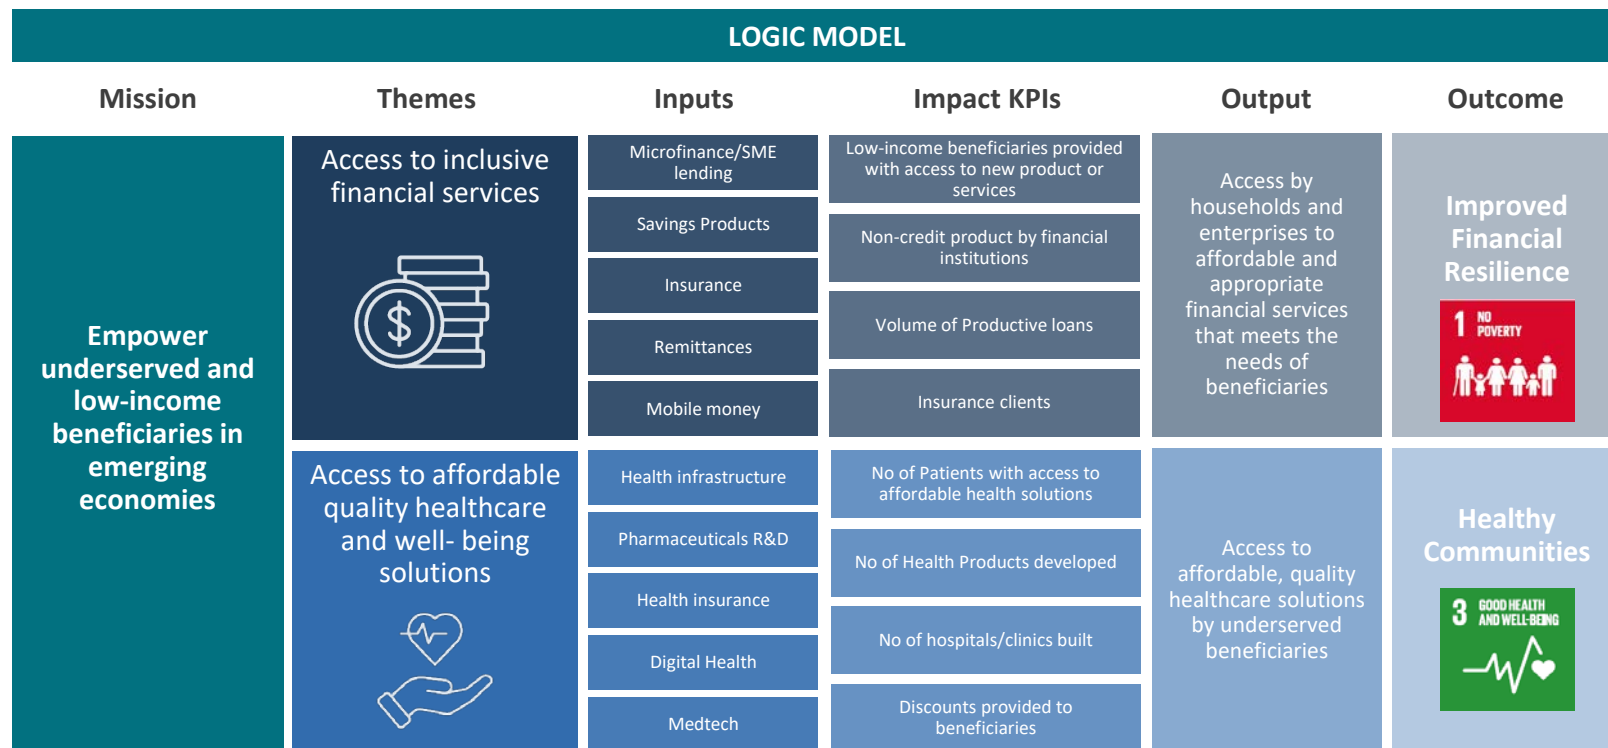 LOGIC MODEL
Mission
Themes
Inputs
Impact KPIs
Output
Outcome
Empower
underserved and
low-income
beneficiaries in
emerging
economies
Access to inclusive
financial services
$
Microfinance/SME
lending
Savings Products
Insurance
Remittances
Mobile money
Low-income beneficiaries provided
with access to new product or
services
Non-credit product by financial
institutions
Volume of Productive loans
Insurance clients
Access by
households and
enterprises to
affordable and
appropriate
financial services
that meets the
needs of
beneficiaries
Improved
Financial
Resilience
1 NO
POVERTY
Access to affordable
quality healthcare
and well- being
solutions
Health infrastructure
Pharmaceuticals R&D
Health insurance
Digital Health
Medtech
No of Patients with access to
affordable health solutions
No of Health Products developed
No of hospitals/clinics built
Discounts provided to
beneficiaries
Access to
affordable, quality
healthcare solutions
by underserved
beneficiaries
Healthy
Communities
3 GOOD HEALTH
AND WELL-BEING